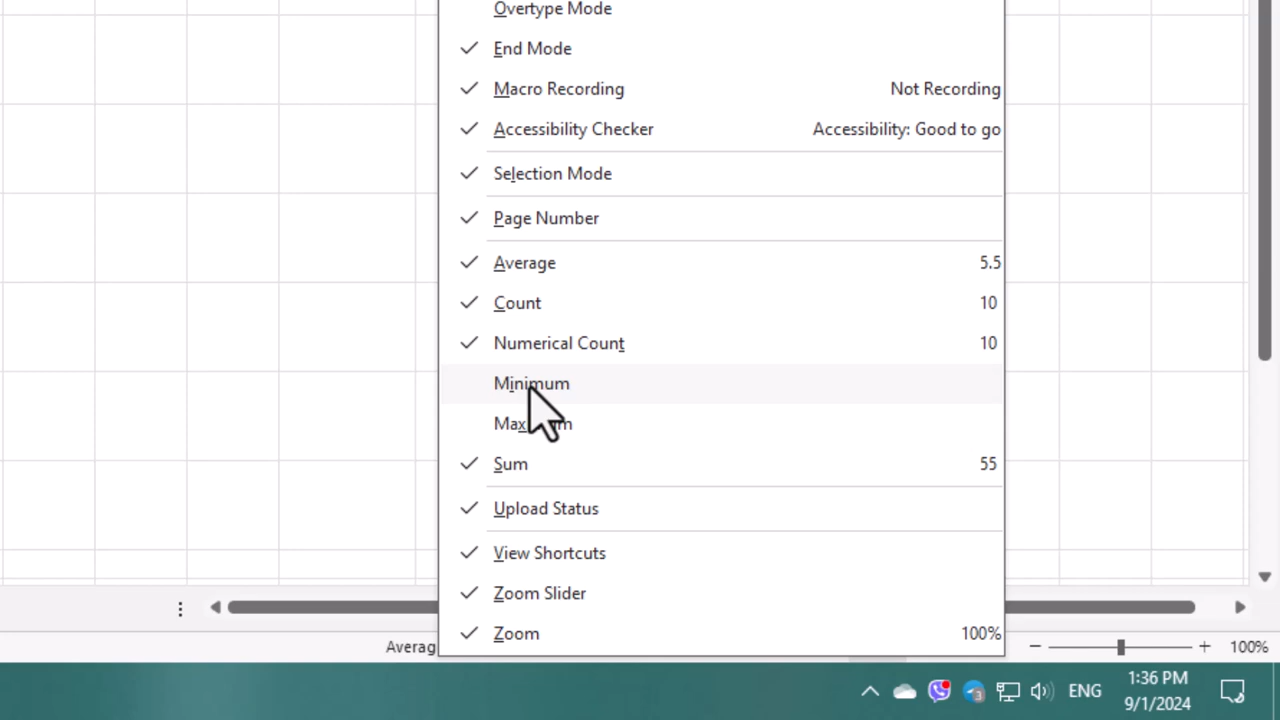 Overtype Mode
End Mode
Macro Recording Not Recording
Accessibility Checker Accessibility: Good to go
Selection Mode
Page Number
Average 5.5
Count 10
Numerical Count 10
Minimum
Sum 55
Upload Status
View Shortcuts
Zoom Slider
Zoom 100%
Averag 100%
ENG
1:36 PM
9/1/2024